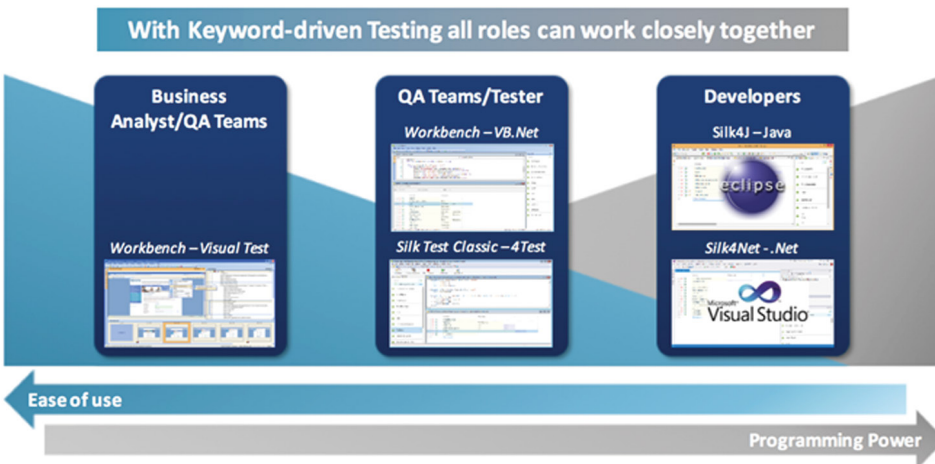 With Keyword-driven Testing all roles can work closely together
Business
Analyst/QA Teams
Workbench – Visual Test
QA Teams/Tester
Workbench – VB.Net
Silk Test Classic – 4Test
Developers
Silk4J – Java
eclipse
Silk4Net - .Net
Microsoft
Visual Studio
Ease of use
Programming Power